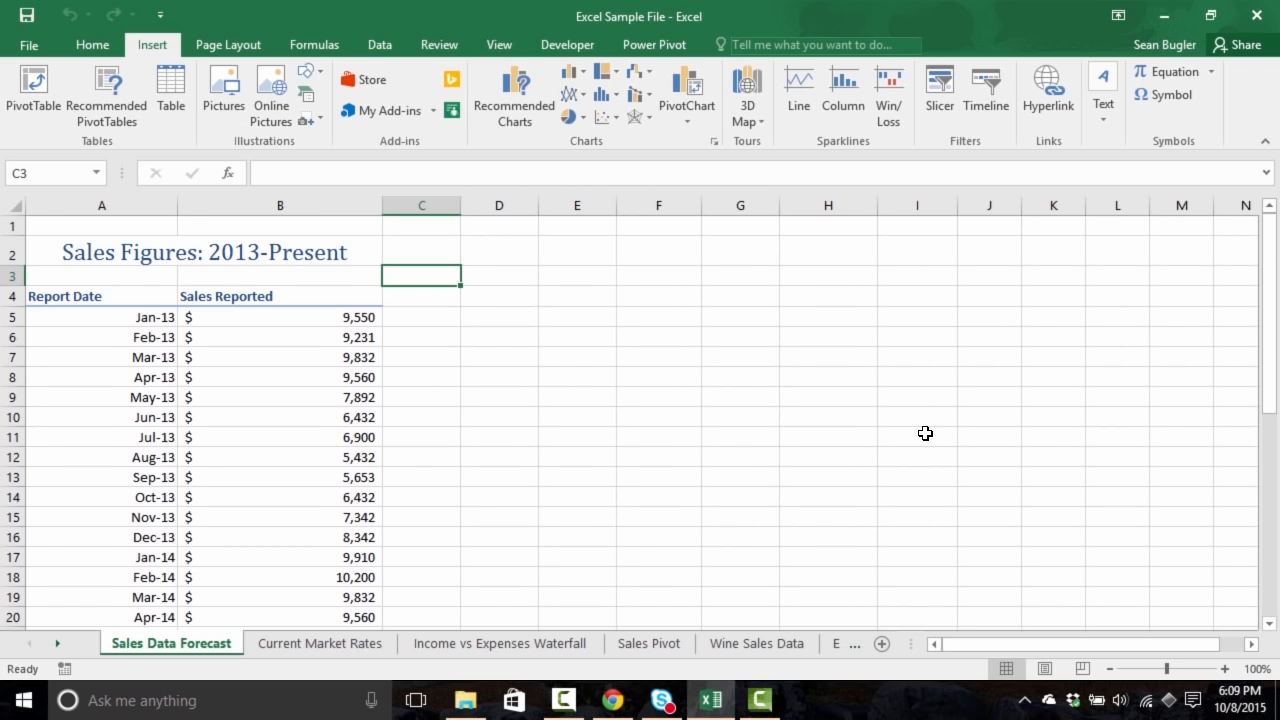 Excel Sample File - Excel
File Home Insert Page Layout Formulas Data Review View Developer Power Pivot Tell me what you want to do... Sean Bugler Share
PivotTable Recommended PivotTables Table
Tables
Pictures Online Pictures
Illustrations
Store
My Add-ins
Add-ins
Recommended Charts
PivotChart
Charts
3D Map
Tours
Line Column Win/Loss
Sparklines
Slicer Timeline
Filters
Hyperlink
Links
A
Text
π Equation
Ω Symbol
Symbols
C3 fx
A B C D E F G H I J K L M N
1
2 Sales Figures: 2013-Present
3
4 Report Date Sales Reported
5 Jan-13 $ 9,550
6 Feb-13 $ 9,231
7 Mar-13 $ 9,832
8 Apr-13 $ 9,560
9 May-13 $ 7,892
10 Jun-13 $ 6,432
11 Jul-13 $ 6,900
12 Aug-13 $ 5,432
13 Sep-13 $ 5,653
14 Oct-13 $ 6,432
15 Nov-13 $ 7,342
16 Dec-13 $ 8,342
17 Jan-14 $ 9,910
18 Feb-14 $ 10,200
19 Mar-14 $ 9,832
20 Apr-14 $ 9,560
Sales Data Forecast Current Market Rates Income vs Expenses Waterfall Sales Pivot Wine Sales Data E ...
Ready 100%
Ask me anything
6:09 PM
10/8/2015